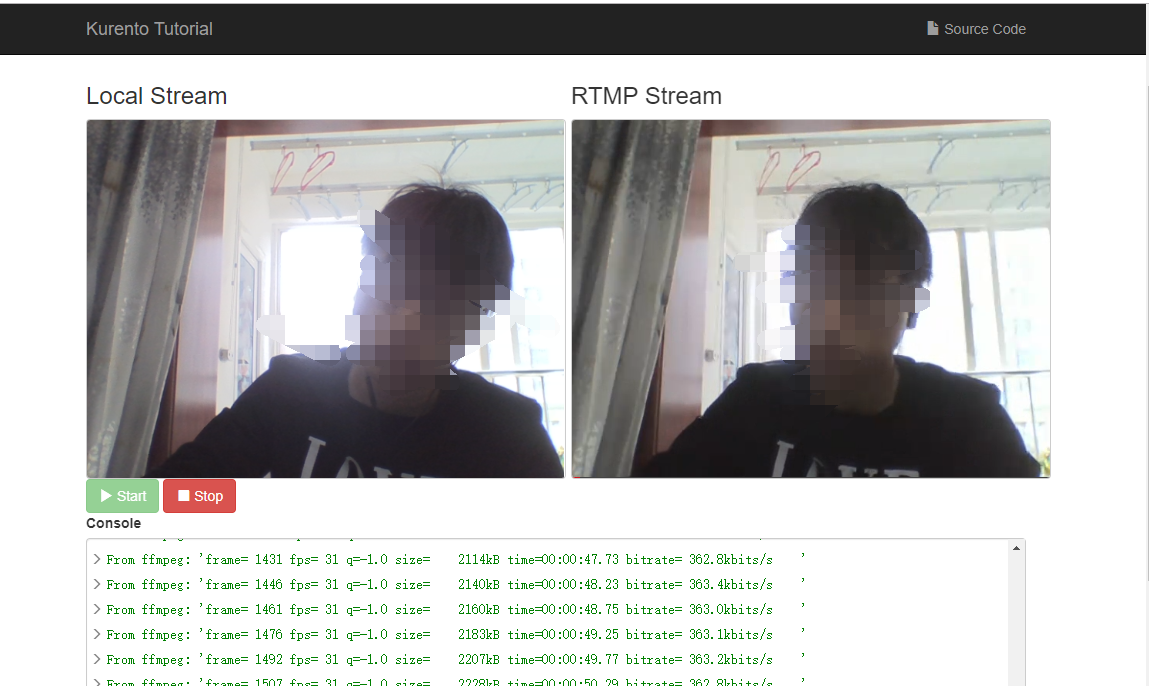 Kurento Tutorial
Source Code
Local Stream
RTMP Stream
Start
Stop
Console
From ffmpeg: 'frame= 1431 fps= 31 q=-1.0 size=    2114kB time=00:00:47.73 bitrate= 362.8kbits/s    '
From ffmpeg: 'frame= 1446 fps= 31 q=-1.0 size=    2140kB time=00:00:48.23 bitrate= 363.4kbits/s    '
From ffmpeg: 'frame= 1461 fps= 31 q=-1.0 size=    2160kB time=00:00:48.75 bitrate= 363.0kbits/s    '
From ffmpeg: 'frame= 1476 fps= 31 q=-1.0 size=    2183kB time=00:00:49.25 bitrate= 363.1kbits/s    '
From ffmpeg: 'frame= 1492 fps= 31 q=-1.0 size=    2207kB time=00:00:49.77 bitrate= 363.2kbits/s    '
From ffmpeg: 'frame= 1507 fps= 31 q=-1.0 size=    2228kB time=00:00:50.29 bitrate= 362.8kbits/s    '